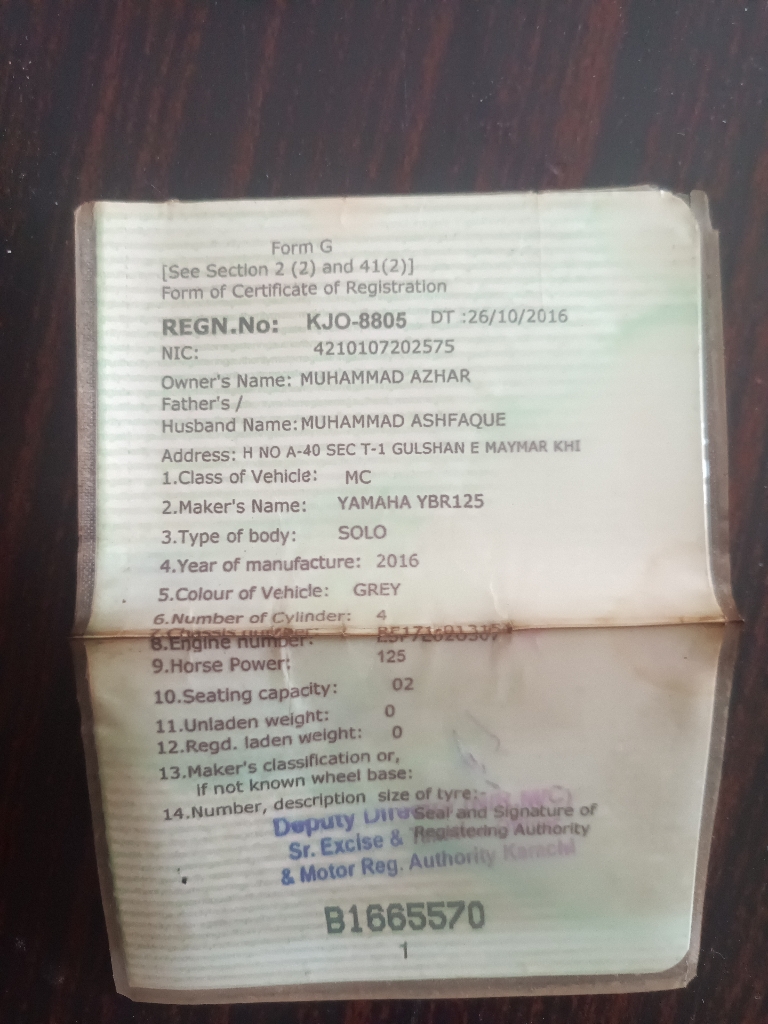 Form G
[See Section 2 (2) and 41(2)]
Form of Certificate of Registration
REGN.No: KJO-8805 DT :26/10/2016
NIC: 4210107202575
Owner's Name: MUHAMMAD AZHAR
Father's /
Husband Name: MUHAMMAD ASHFAQUE
Address: H NO A-40 SEC T-1 GULSHAN E MAYMAR KHI
1.Class of Vehicle: MC
2.Maker's Name: YAMAHA YBR125
3.Type of body: SOLO
4.Year of manufacture: 2016
5.Colour of Vehicle: GREY
6.Number of Cylinder: 4
8.Engine number:
9.Horse Power: 125
10.Seating capacity: 02
11.Unladen weight: 0
12.Regd. laden weight: 0
13.Maker's classification or,
if not known wheel base:
14.Number, description size of tyre:-
Seal and Signature of
Registering Authority
Deputy
Sr. Excise &
& Motor Reg. Authority Karachi
B1665570
1